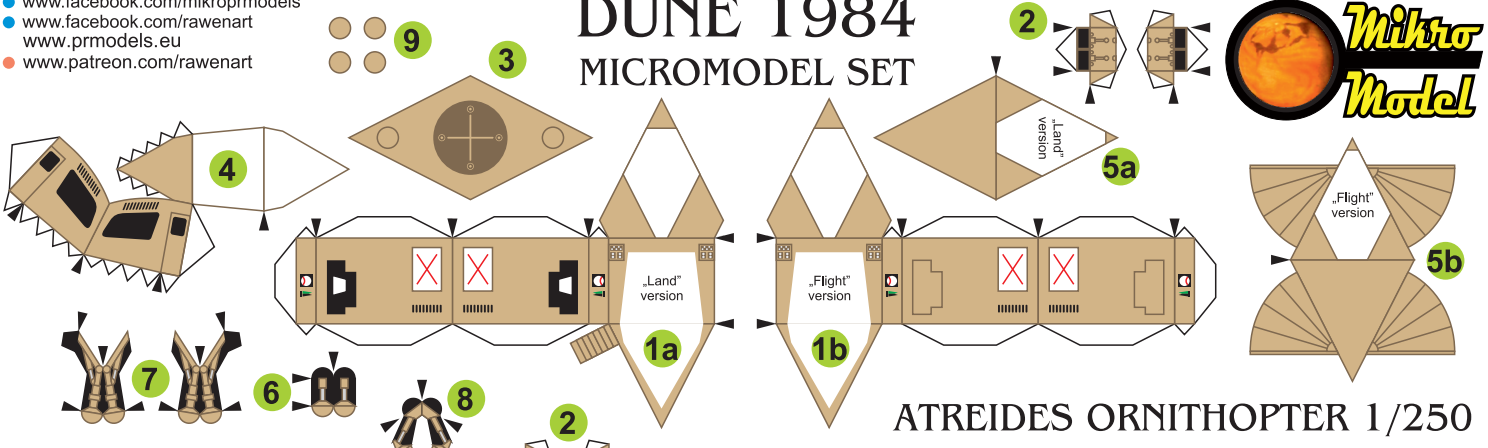 www.facebook.com/mikroprmodels
www.facebook.com/rawenart
www.prmodels.eu
www.patreon.com/rawenart
9
DUNE 1984
MICROMODEL SET
3
2
Mikro
Model
4
„Land”
version
5a
„Flight”
version
5b
„Land”
version
1a
„Flight”
version
1b
7
6
8
2
ATREIDES ORNITHOPTER 1/250